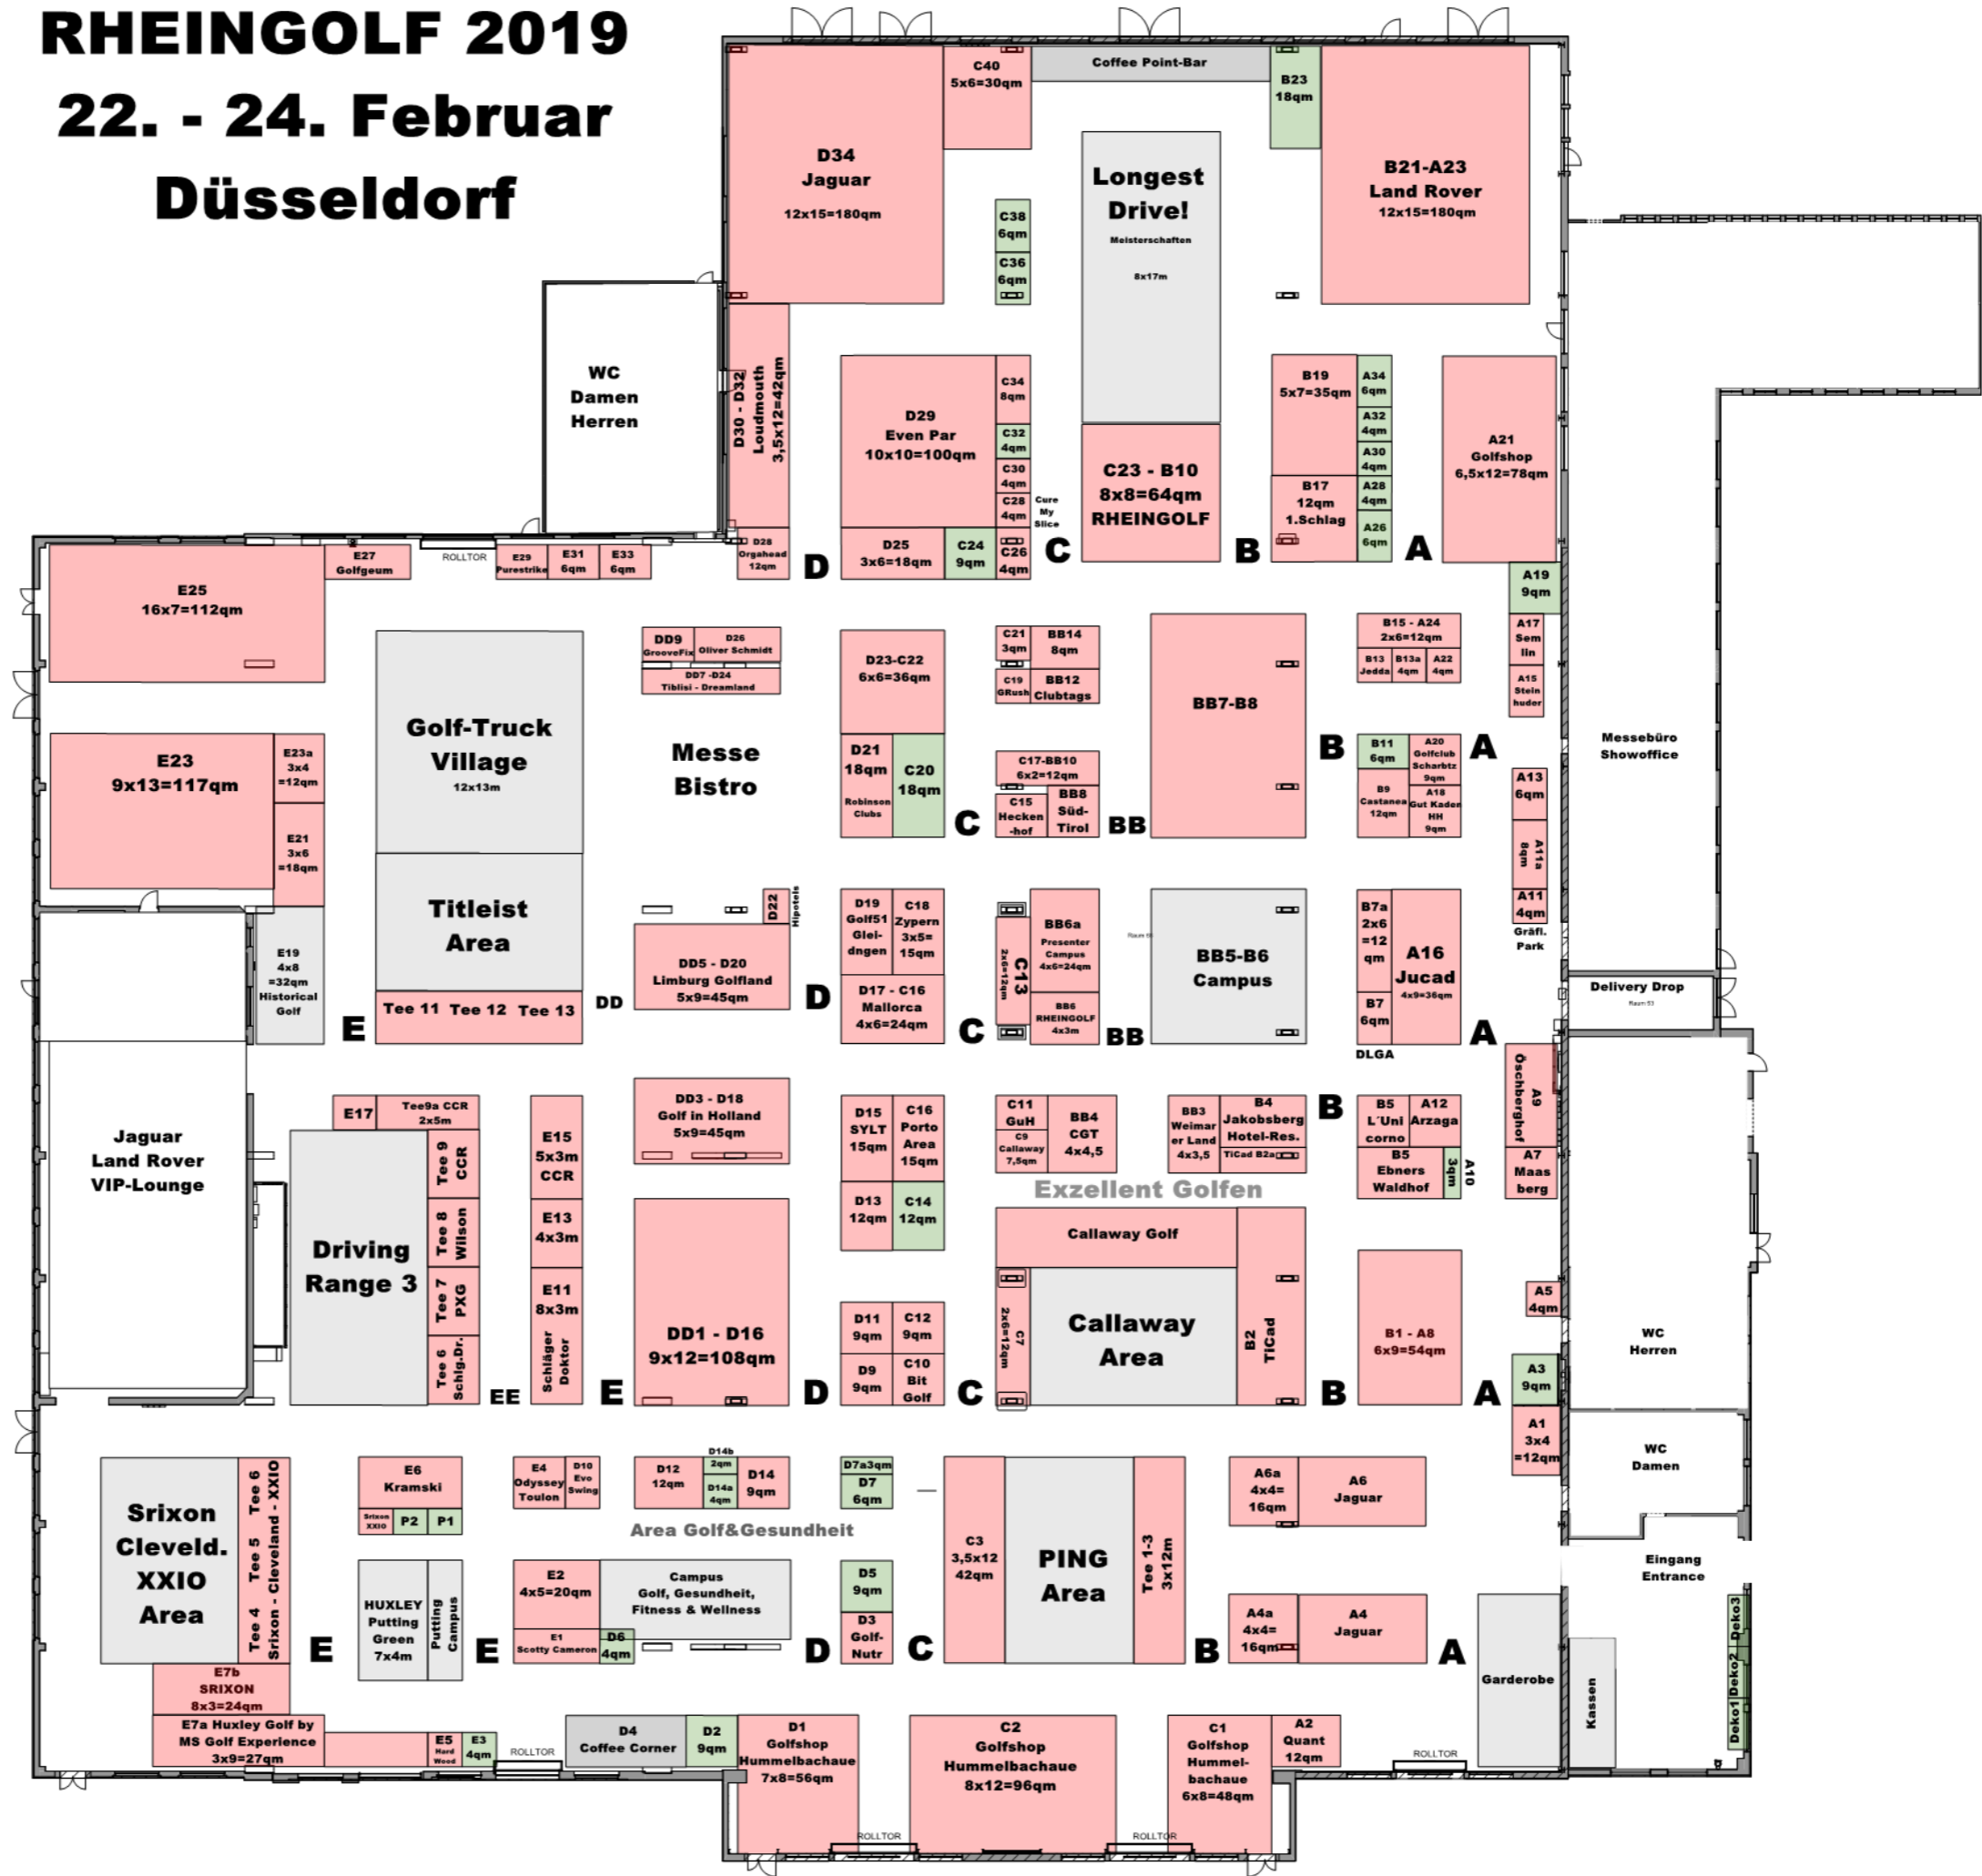 RHEINGOLF 2019
22. - 24. Februar
Düsseldorf
D34
Jaguar
12x15=180qm
C40
5x6=30qm
Coffee Point-Bar
B23
18qm
B21-A23
Land Rover
12x15=180qm
Longest
Drive!
Meisterschaften
8x17m
C38
6qm
C36
6qm
WC
Damen
Herren
D30 - D32
Loudmouth
3,5x12=42qm
D29
Even Par
10x10=100qm
C34
8qm
C32
4qm
C30
4qm
C28
4qm
Cure
My
Slice
C23 - B10
8x8=64qm
RHEINGOLF
B19
5x7=35qm
A34
6qm
A32
4qm
A30
4qm
B17
12qm
1.Schlag
A28
4qm
A26
6qm
A21
Golfshop
6,5x12=78qm
E25
16x7=112qm
E27
Golfgeum
ROLLTOR
E29
Purestrike
E31
6qm
E33
6qm
D28
Orgahead
12qm
D
D25
3x6=18qm
C24
9qm
C26
4qm
C
B
A
A19
9qm
Golf-Truck
Village
12x13m
DD9
GrooveFix
D26
Oliver Schmidt
DD7 -D24
Tiblisi - Dreamland
D23-C22
6x6=36qm
C21
3qm
BB14
8qm
C19
GRush
BB12
Clubtags
BB7-B8
B15 - A24
2x6=12qm
B13
Jedda
B13a
4qm
A22
4qm
A17
Sem
lin
A15
Stein
huder
E23
9x13=117qm
E23a
3x4
=12qm
E21
3x6
=18qm
Messe
Bistro
D21
18qm
Robinson
Clubs
C20
18qm
C
C17-BB10
6x2=12qm
C15
Hecken
-hof
BB8
Süd-
Tirol
BB
B
B11
6qm
A20
Golfclub
Scharbtz
9qm
B9
Castanea
12qm
A18
Gut Kaden
HH
9qm
A
A13
6qm
A11a
8qm
A11
4qm
Gräfl.
Park
Messebüro
Showoffice
E19
4x8
=32qm
Historical
Golf
Titleist
Area
Tee 11 Tee 12 Tee 13
E
DD
D22
Hipotels
DD5 - D20
Limburg Golfland
5x9=45qm
D
D19
Golf51
Glei-
dngen
C18
Zypern
3x5=
15qm
D17 - C16
Mallorca
4x6=24qm
C
C13
2x6=12qm
BB6a
Presenter
Campus
4x6=24qm
BB6
RHEINGOLF
4x3m
BB
BB5-B6
Campus
B7a
2x6
=12
qm
B7
6qm
DLGA
A16
Jucad
4x9=36qm
A
Delivery Drop
Raum 53
Jaguar
Land Rover
VIP-Lounge
E17
Tee9a CCR
2x5m
Driving
Range 3
Tee 9
CCR
Tee 8
Wilson
Tee 7
PXG
Tee 6
Schlg.Dr.
EE
E15
5x3m
CCR
E13
4x3m
E11
8x3m
Schläger
Doktor
E
DD3 - D18
Golf in Holland
5x9=45qm
DD1 - D16
9x12=108qm
D
D15
SYLT
15qm
C16
Porto
Area
15qm
D13
12qm
C14
12qm
D11
9qm
C12
9qm
D9
9qm
C10
Bit
Golf
C
C11
GuH
C9
Callaway
7,5qm
BB4
CGT
4x4,5
BB3
Weimar
er Land
4x3,5
B4
Jakobsberg
Hotel-Res.
TiCad B2a
B
B5
L´Uni
corno
A12
Arzaga
B5
Ebners
Waldhof
3qm
A10
A9
Öschberghof
A7
Maas
berg
Exzellent Golfen
Callaway Golf
C7
2x6=12qm
Callaway
Area
B2
TiCad
B
B1 - A8
6x9=54qm
A
A5
4qm
A3
9qm
A1
3x4
=12qm
WC
Herren
WC
Damen
Srixon
Cleveld.
XXIO
Area
Tee 4 Tee 5 Tee 6
Srixon - Cleveland - XXIO
E
E6
Kramski
Srixon
XXIO
P2
P1
HUXLEY
Putting
Green
7x4m
Putting
Campus
E
E4
Odyssey
Toulon
D10
Evo
Swing
D12
12qm
D14b
2qm
D14a
4qm
D14
9qm
Area Golf&Gesundheit
E2
4x5=20qm
E1
Scotty Cameron
Campus
Golf, Gesundheit,
Fitness & Wellness
D6
4qm
D
D7a3qm
D7
6qm
D5
9qm
D3
Golf-
Nutr
C
C3
3,5x12
42qm
PING
Area
Tee 1-3
3x12m
B
A6a
4x4=
16qm
A6
Jaguar
A4a
4x4=
16qm
A4
Jaguar
A
Garderobe
Eingang
Entrance
Kassen
Deko1 Deko2 Deko3
E7b
SRIXON
8x3=24qm
E7a Huxley Golf by
MS Golf Experience
3x9=27qm
E5
Hard
Wood
E3
4qm
ROLLTOR
D4
Coffee Corner
D2
9qm
D1
Golfshop
Hummelbachaue
7x8=56qm
ROLLTOR
C2
Golfshop
Hummelbachaue
8x12=96qm
ROLLTOR
C1
Golfshop
Hummel-
bachaue
6x8=48qm
A2
Quant
12qm
ROLLTOR